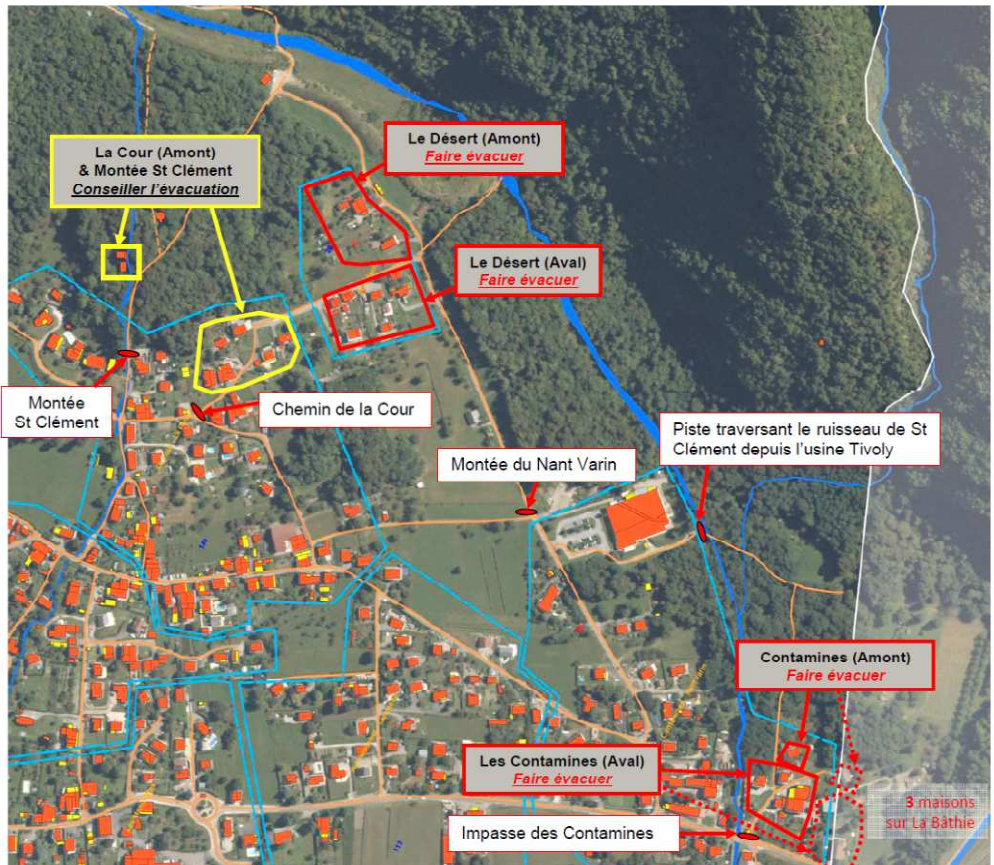 La Cour (Amont)
& Montée St Clément
Conseiller l'évacuation
Le Désert (Amont)
Faire évacuer
Le Désert (Aval)
Faire évacuer
Montée
St Clément
Chemin de la Cour
Piste traversant le ruisseau de St
Clément depuis l'usine Tivoly
Montée du Nant Varin
Contamines (Amont)
Faire évacuer
Les Contamines (Aval)
Faire évacuer
3 maisons
sur La Bâthie
Impasse des Contamines